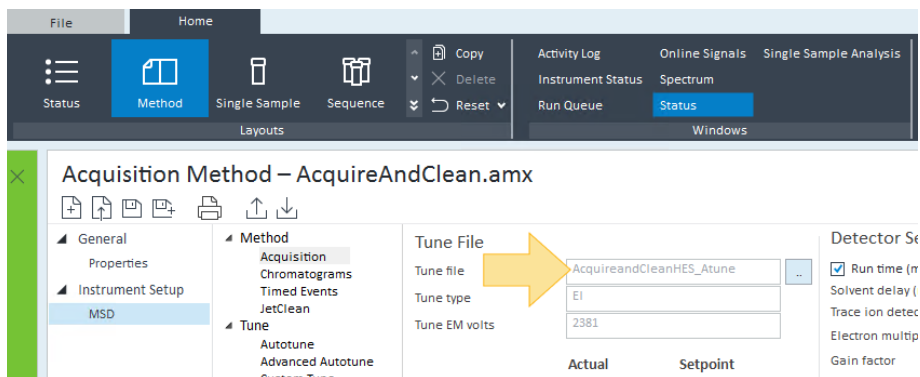 File Home
Status Method Single Sample Sequence
Copy
Delete
Reset
Layouts
Activity Log Online Signals Single Sample Analysis
Instrument Status Spectrum
Run Queue Status
Windows
Acquisition Method – AcquireAndClean.amx
General
Properties
Instrument Setup
MSD
Method
Acquisition
Chromatograms
Timed Events
JetClean
Tune
Autotune
Advanced Autotune
Tune File
Tune file AcquireandCleanHES_Atune ..
Tune type EI
Tune EM volts 2381
Actual Setpoint
Detector Se
Run time (m
Solvent delay (
Trace ion detec
Electron multip
Gain factor